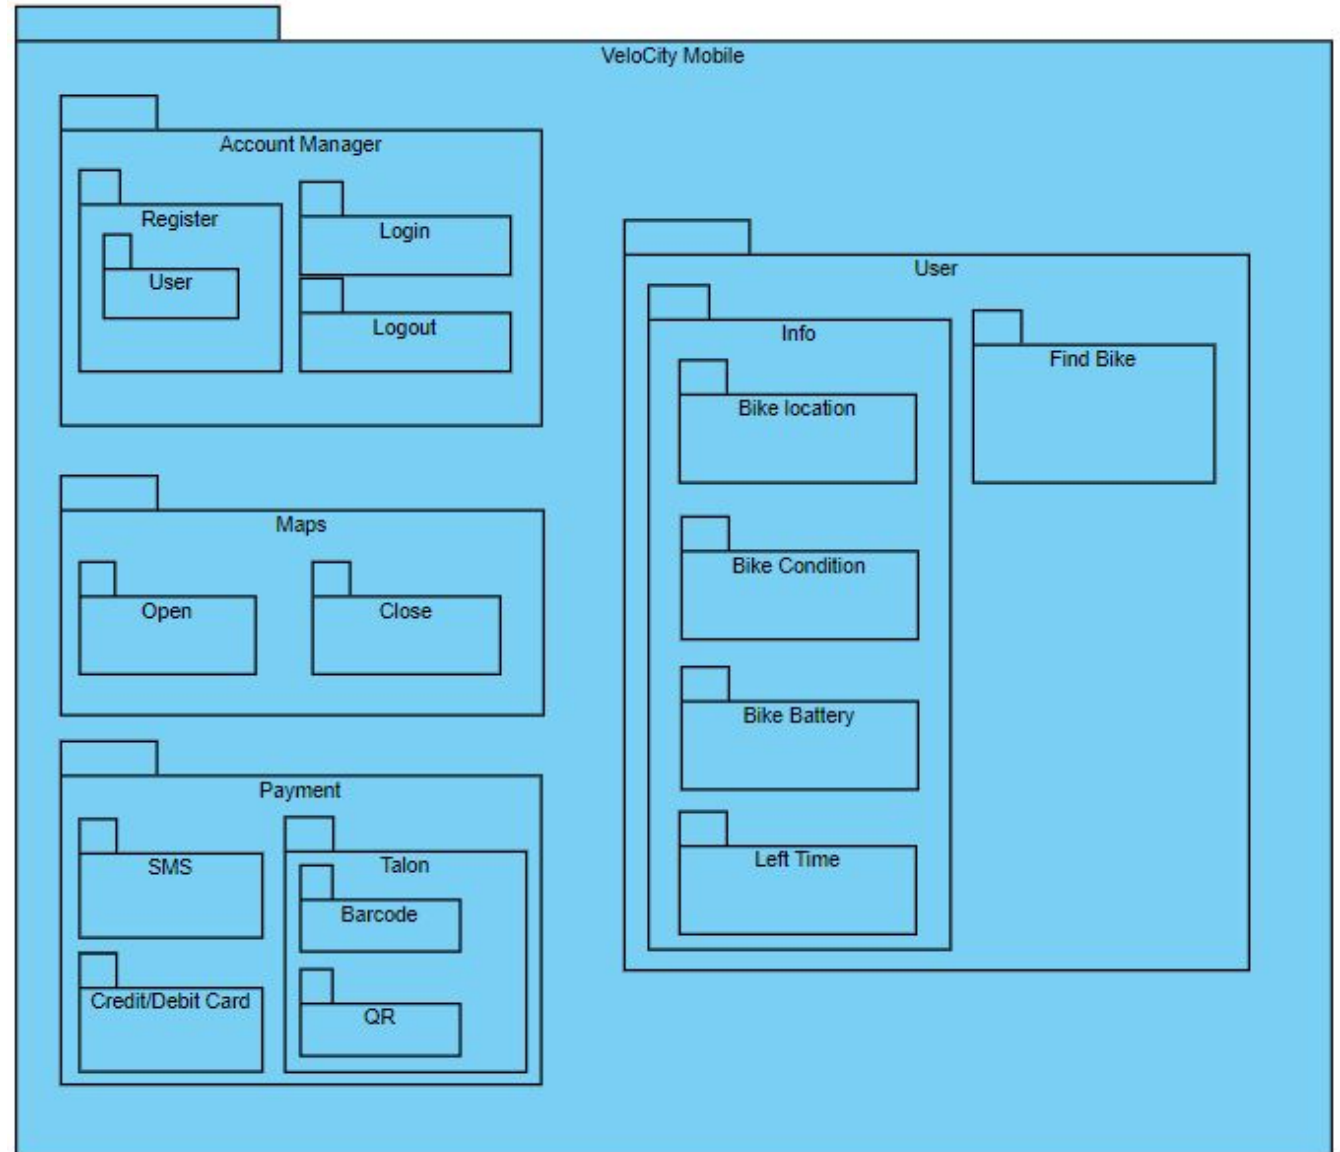 VeloCity Mobile
Account Manager
Register
User
Login
Logout
Maps
Open
Close
Payment
SMS
Credit/Debit Card
Talon
Barcode
QR
User
Info
Bike location
Bike Condition
Bike Battery
Left Time
Find Bike